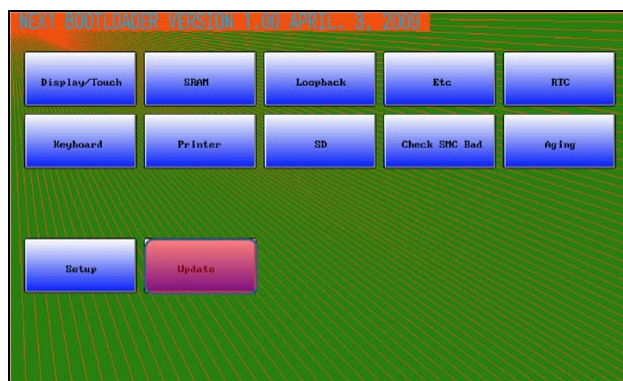 NEXT BOOTLOADER VERSION 1.00 APRIL. 3. 2009
Display/Touch SRAM Loopback Etc RTC
Keyboard Printer SD Check SMC Bad Aging
Setup Update